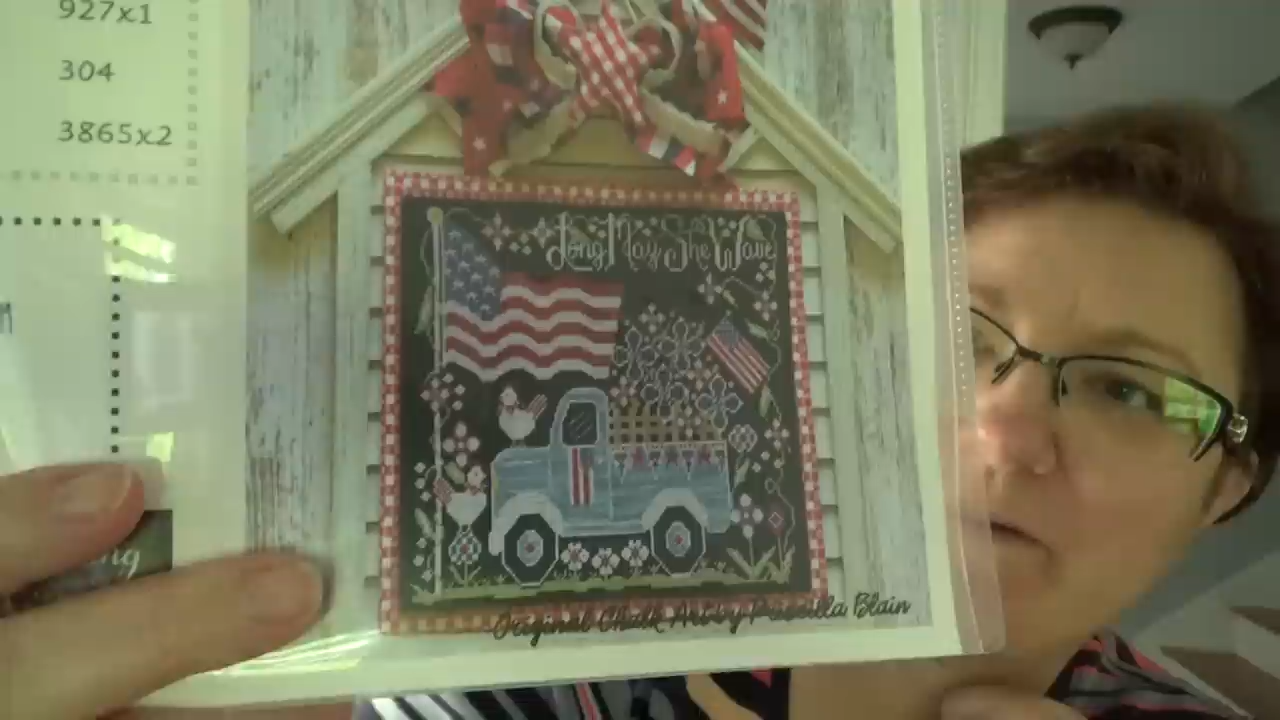 927x1
304
3865x2
Long May She Wave
Original Chalk Art by Priscilla Blain